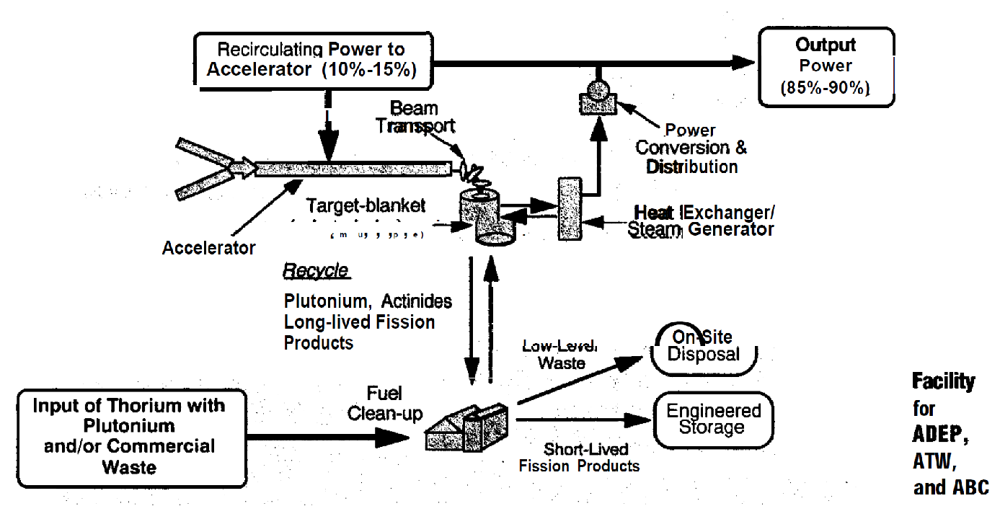 Recirculating Power to
Accelerator (10%-15%)
Output
Power
(85%-90%)
Beam
Transport
Power
Conversion &
Distribution
Target-blanket
Heat Exchanger/
Steam Generator
Accelerator
Recycle
Plutonium, Actinides
Long-lived Fission
Products
Low-Level
Waste
On-Site
Disposal
Fuel
Clean-up
Engineered
Storage
Short-Lived
Fission Products
Input of Thorium with
Plutonium
and/or Commercial
Waste
Facility
for
ADEP,
ATW,
and ABC